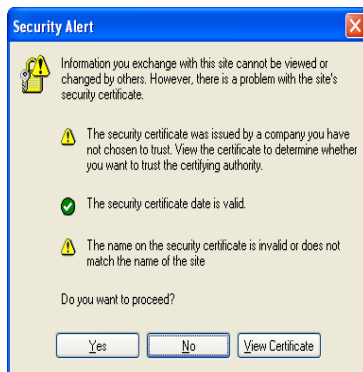 Security Alert
Information you exchange with this site cannot be viewed or
changed by others. However, there is a problem with the site's
security certificate.
The security certificate was issued by a company you have
not chosen to trust. View the certificate to determine whether
you want to trust the certifying authority.
The security certificate date is valid.
The name on the security certificate is invalid or does not
match the name of the site
Do you want to proceed?
Yes No View Certificate